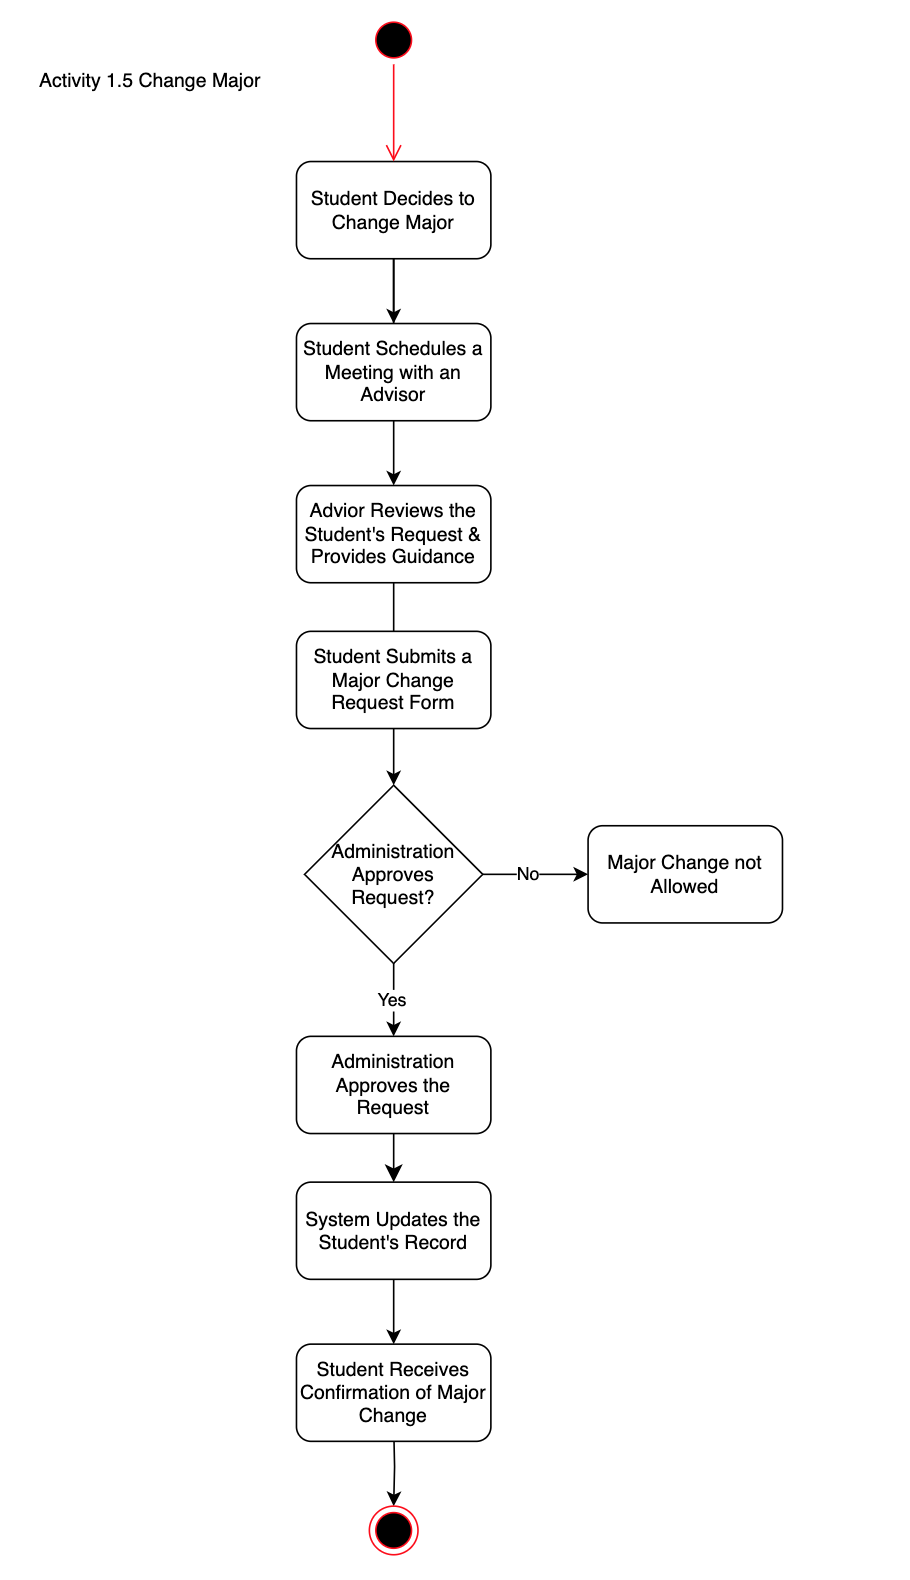 Activity 1.5 Change Major
Student Decides to
Change Major
Student Schedules a
Meeting with an
Advisor
Advior Reviews the
Student's Request &
Provides Guidance
Student Submits a
Major Change
Request Form
Administration
Approves
Request?
No
Major Change not
Allowed
Yes
Administration
Approves the
Request
System Updates the
Student's Record
Student Receives
Confirmation of Major
Change